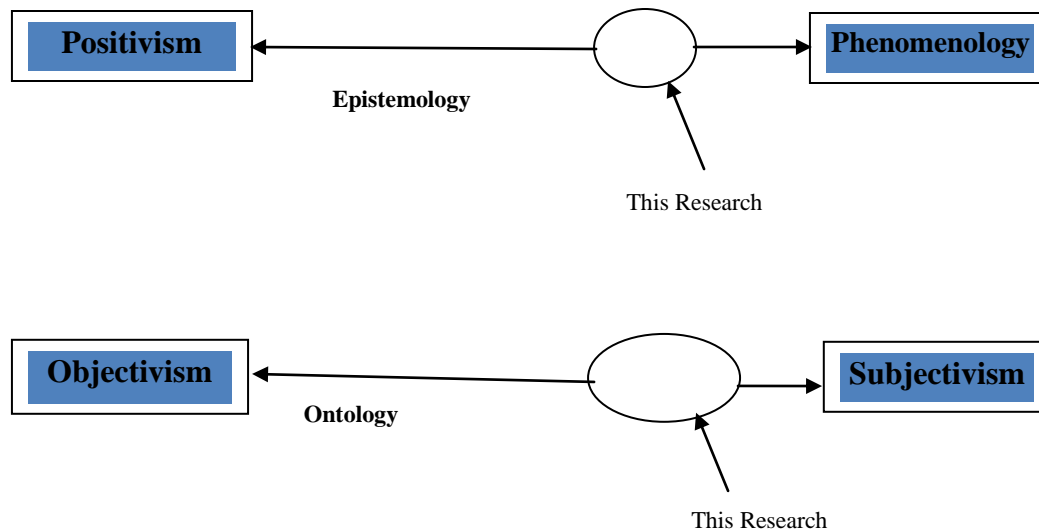 Positivism
Phenomenology
Epistemology
This Research
Objectivism
Subjectivism
Ontology
This Research